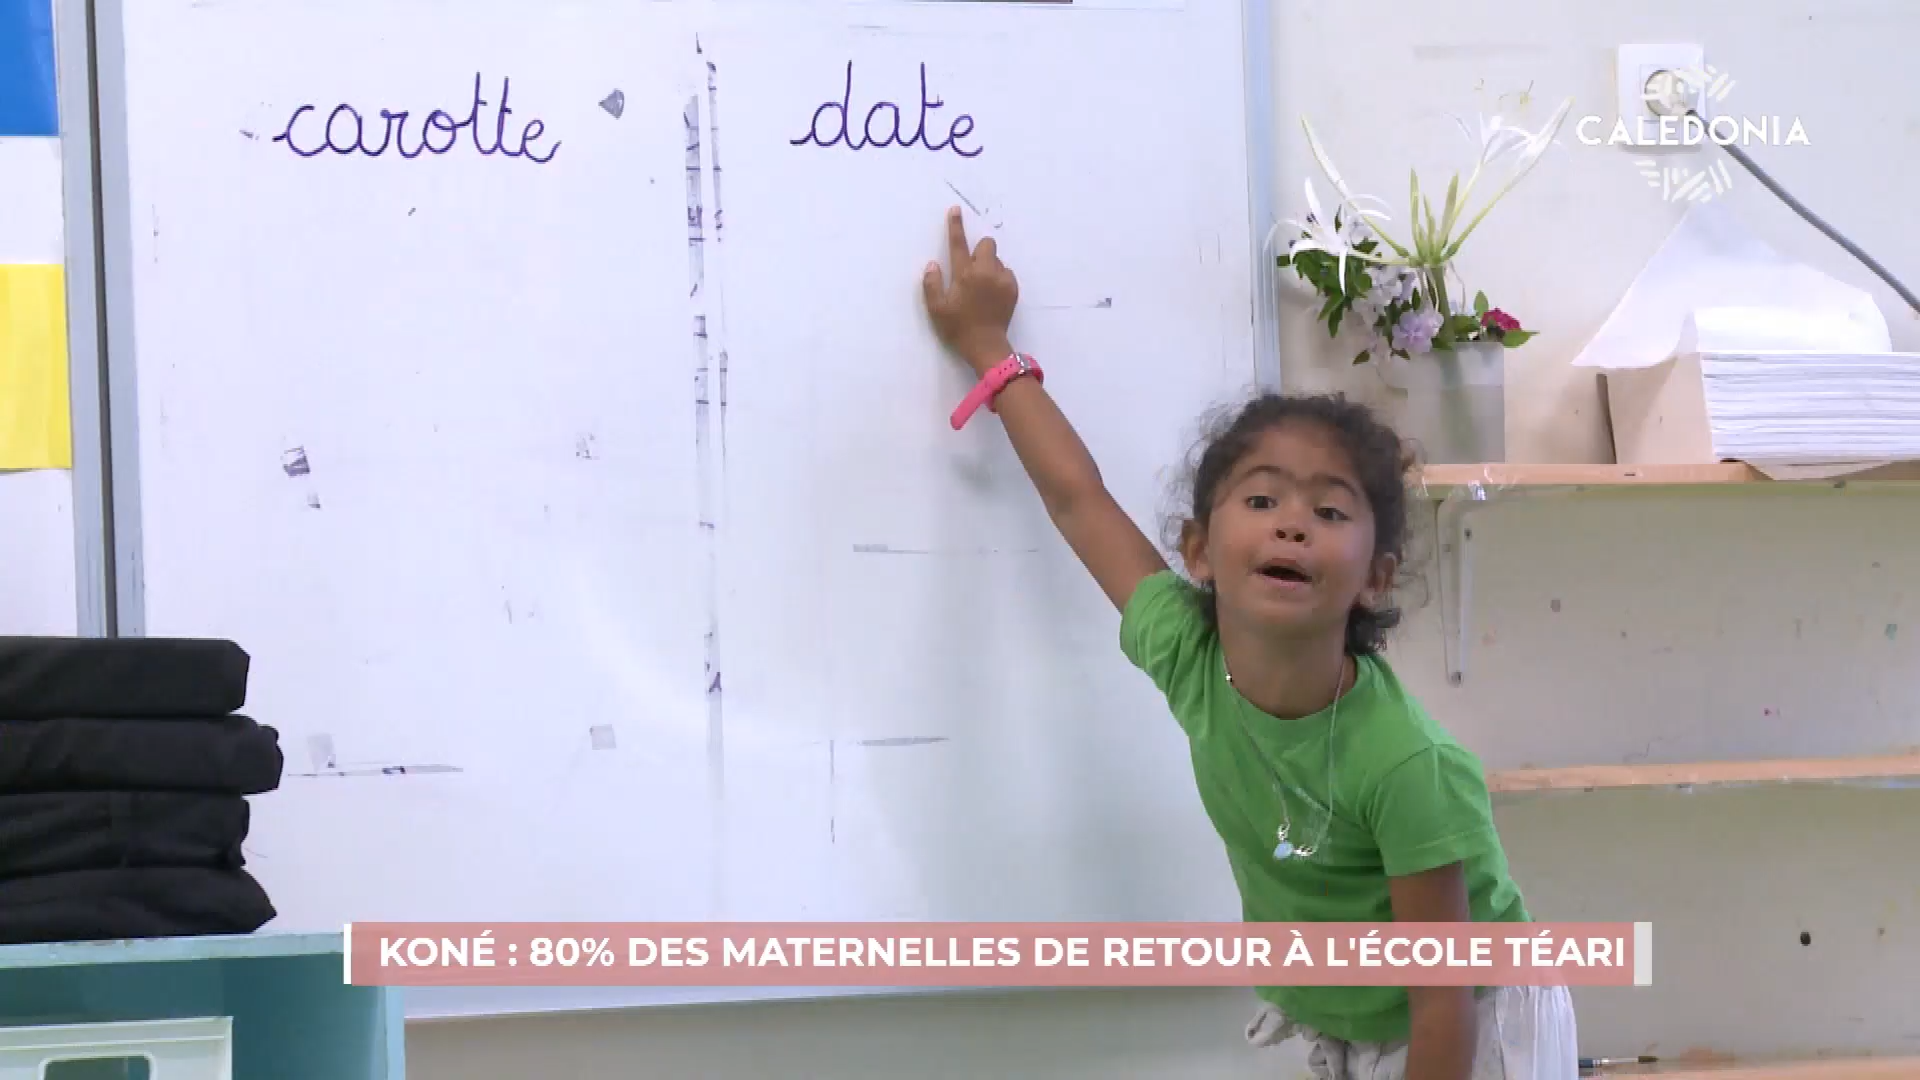 carotte
date
CALEDONIA
KONÉ : 80% DES MATERNELLES DE RETOUR À L'ÉCOLE TÉARI